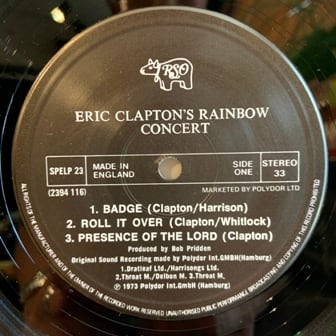 RSO
ERIC CLAPTON'S RAINBOW
CONCERT
SPELP 23
MADE IN
ENGLAND
SIDE
ONE
STEREO
33
(2394 116)
MARKETED BY POLYDOR LTD
1. BADGE (Clapton/Harrison)
2. ROLL IT OVER (Clapton/Whitlock)
3. PRESENCE OF THE LORD (Clapton)
Produced by Bob Pridden
Original Sound Recording made by Polydor Int.GMBH(Hamburg)
1.Dratleaf Ltd./Harrisongs Ltd.
2.Throat M./Delbon M. 3.Throat M.
℗ 1973 Polydor Int.GmbH (Hamburg)
ALL RIGHTS OF THE MANUFACTURER AND OF THE OWNER OF THE RECORDED WORK RESERVED UNAUTHORISED PUBLIC PERFORMANCE BROADCASTING AND COPYING OF THIS RECORD PROHIBITED